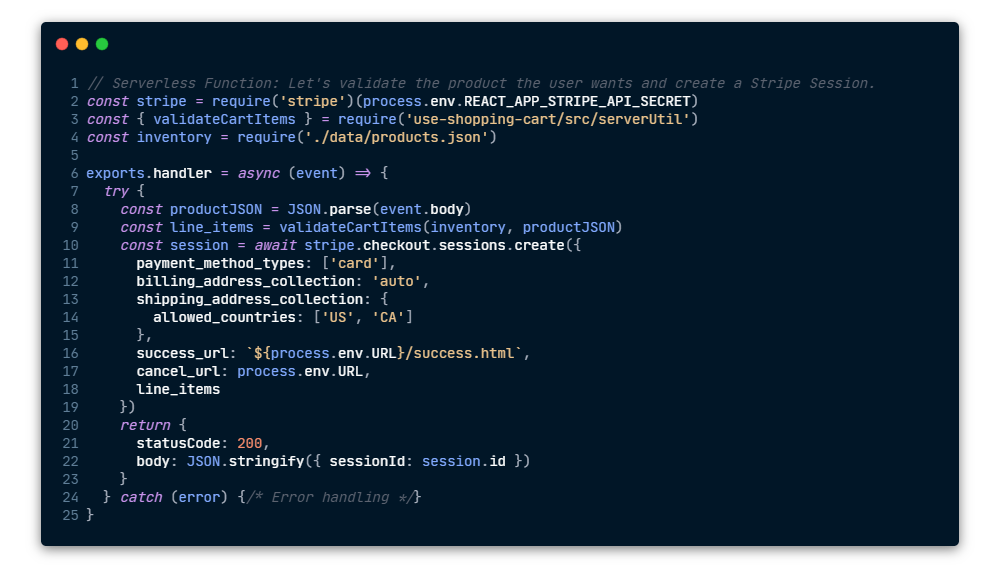 1 // Serverless Function: Let's validate the product the user wants and create a Stripe Session.
2 const stripe = require('stripe')(process.env.REACT_APP_STRIPE_API_SECRET)
3 const { validateCartItems } = require('use-shopping-cart/src/serverUtil')
4 const inventory = require('./data/products.json')
5
6 exports.handler = async (event) => {
7   try {
8     const productJSON = JSON.parse(event.body)
9     const line_items = validateCartItems(inventory, productJSON)
10     const session = await stripe.checkout.sessions.create({
11       payment_method_types: ['card'],
12       billing_address_collection: 'auto',
13       shipping_address_collection: {
14         allowed_countries: ['US', 'CA']
15       },
16       success_url: `${process.env.URL}/success.html`,
17       cancel_url: process.env.URL,
18       line_items
19     })
20     return {
21       statusCode: 200,
22       body: JSON.stringify({ sessionId: session.id })
23     }
24   } catch (error) {/* Error handling */}
25 }